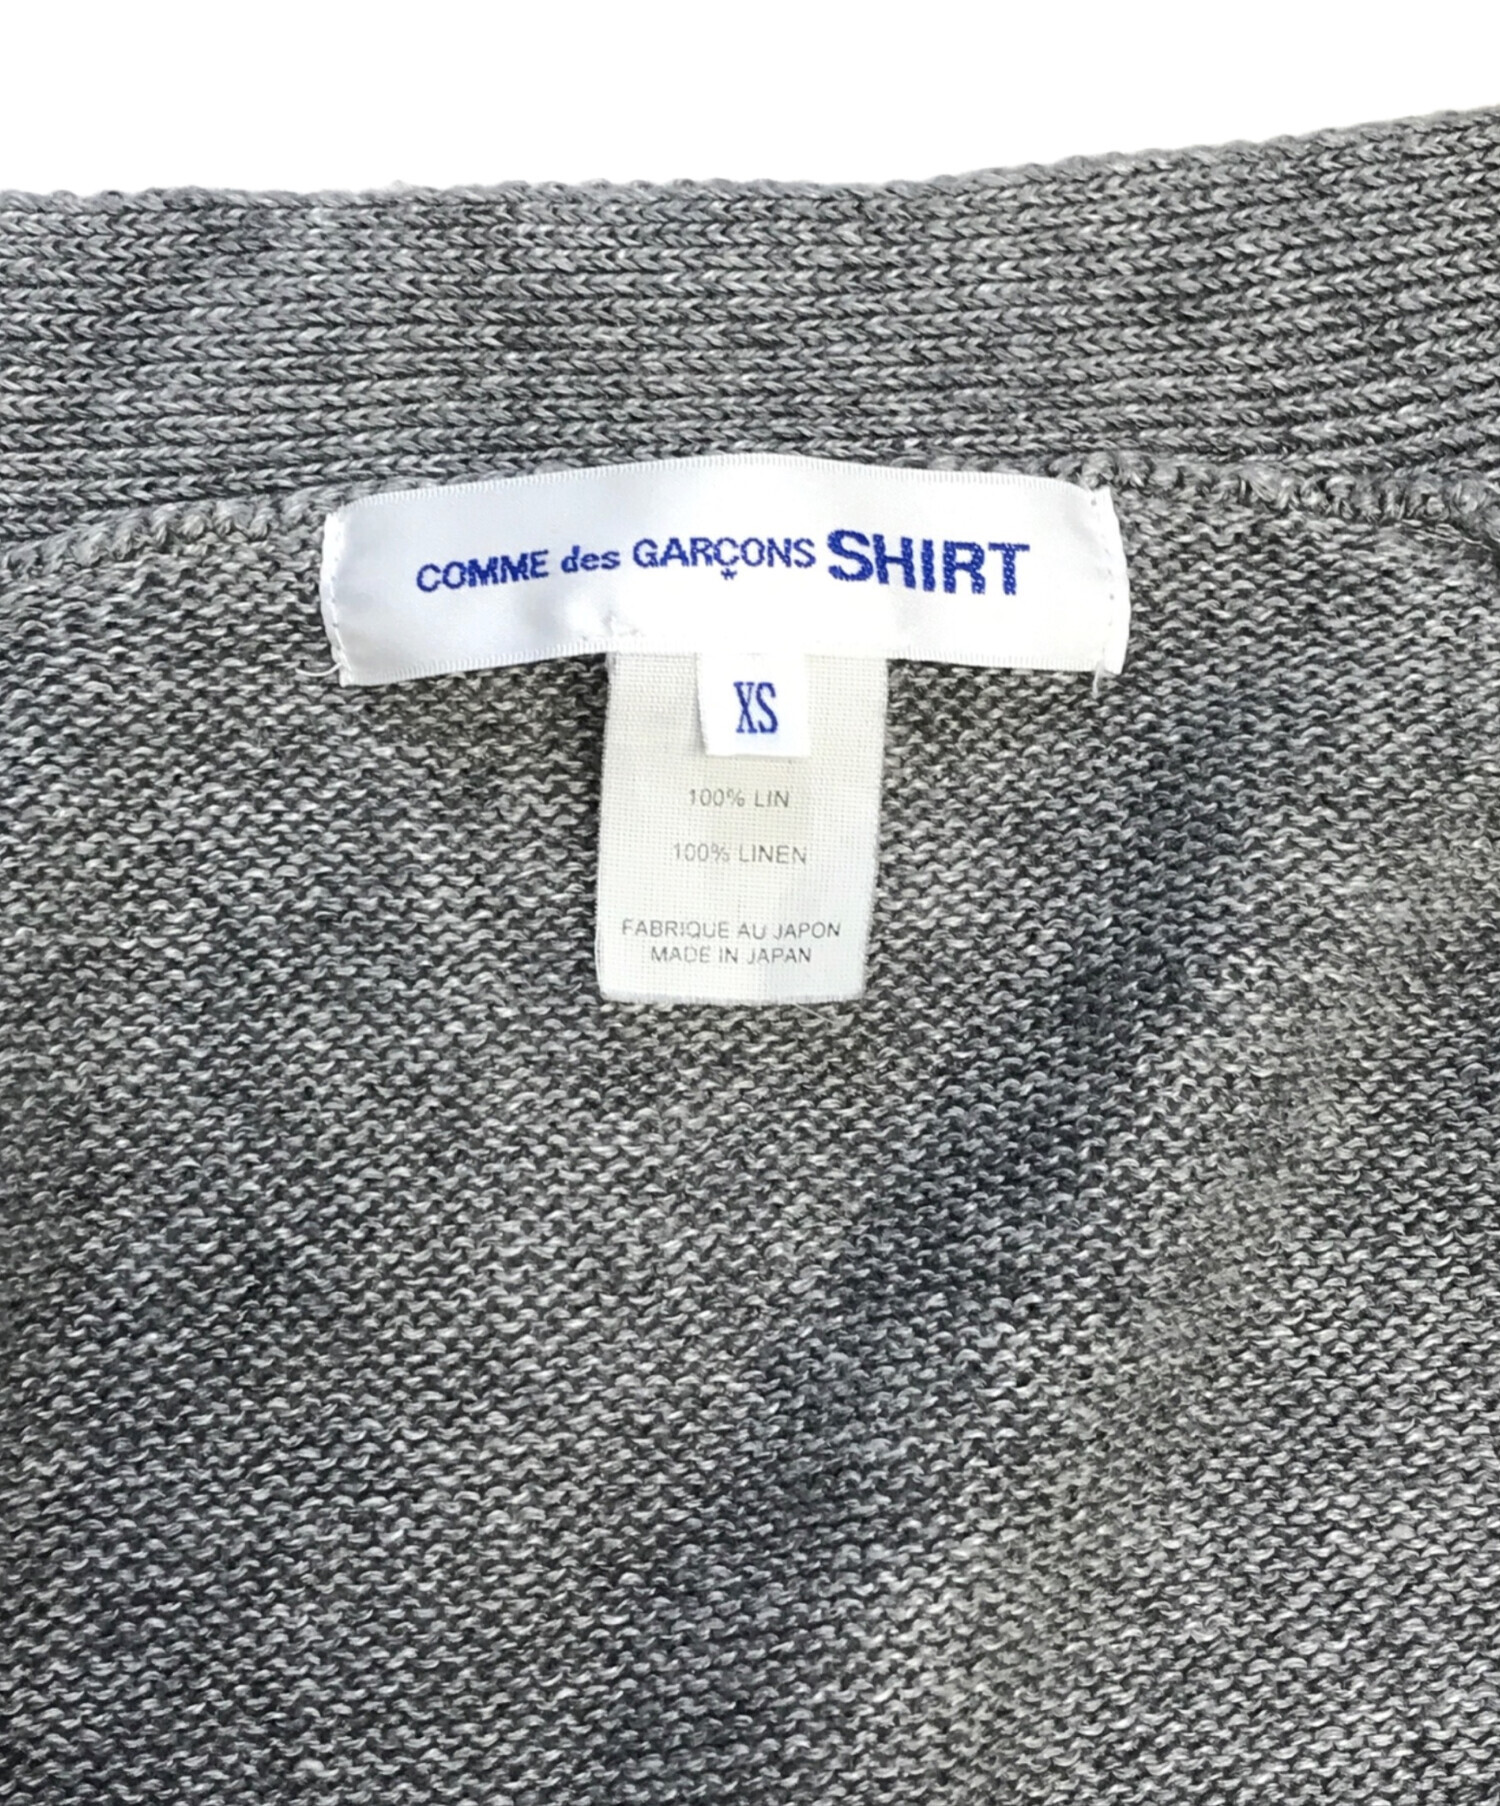 COMME des GARÇONS SHIRT
XS
100% LIN
100% LINEN
FABRIQUE AU JAPON
MADE IN JAPAN